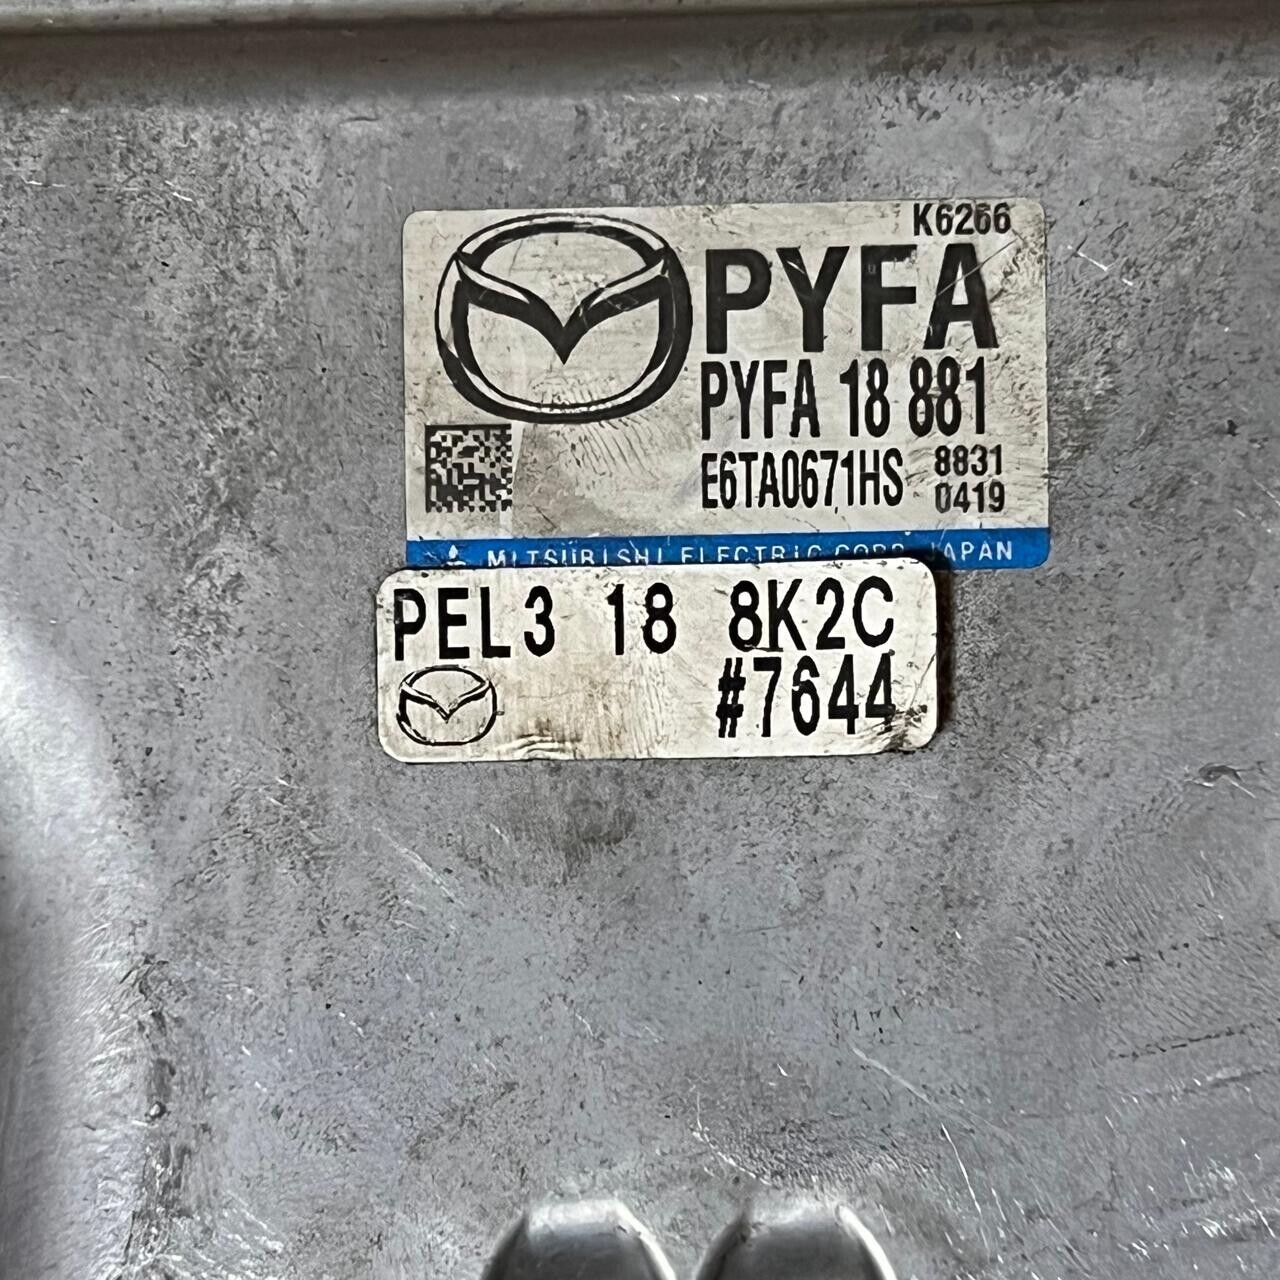 K6266
PYFA
PYFA 18 881
E6TA0671HS 8831
0419
MITSUBISHI ELECTRIC CORP. JAPAN
PEL3 18 8K2C
#7644